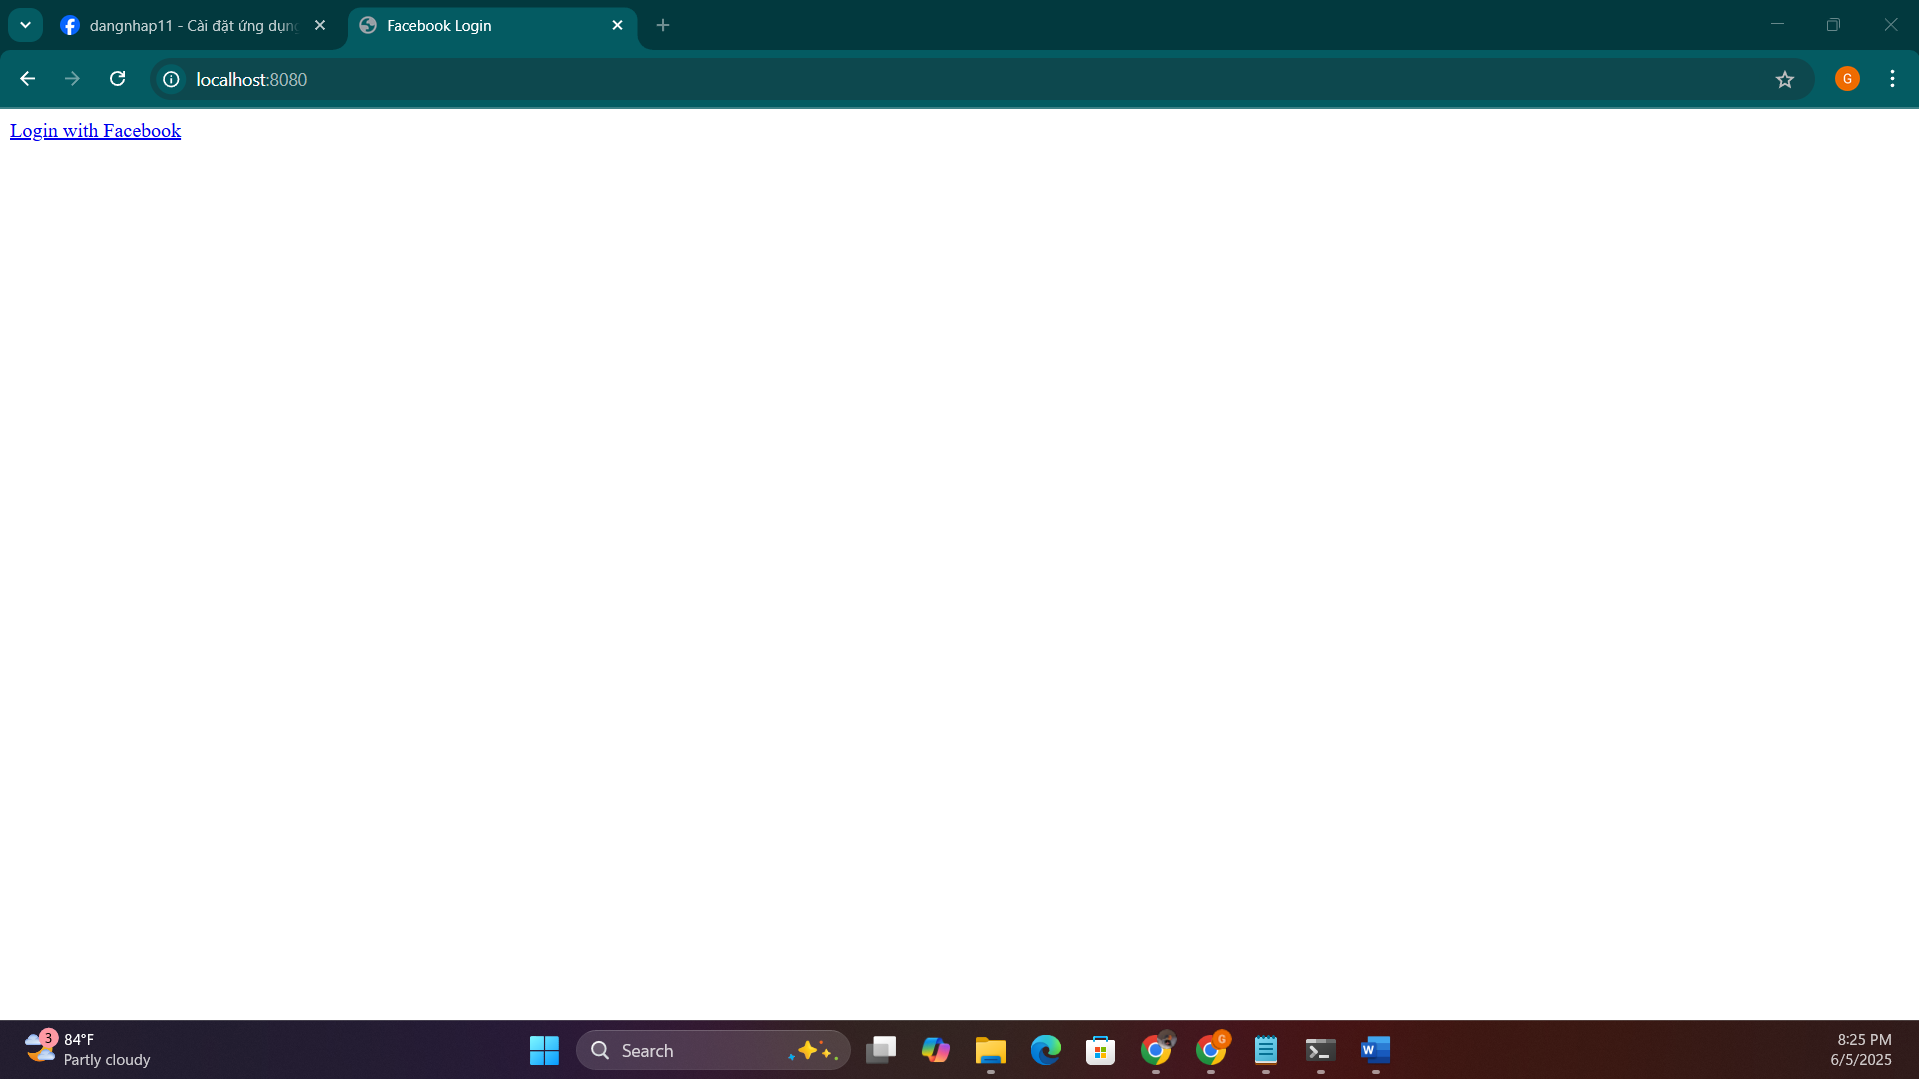 dangnhap11 - Cài đặt ứng dụng
Facebook Login
localhost:8080
G
Login with Facebook
3
84°F
Partly cloudy
Search
G
W
8:25 PM
6/5/2025